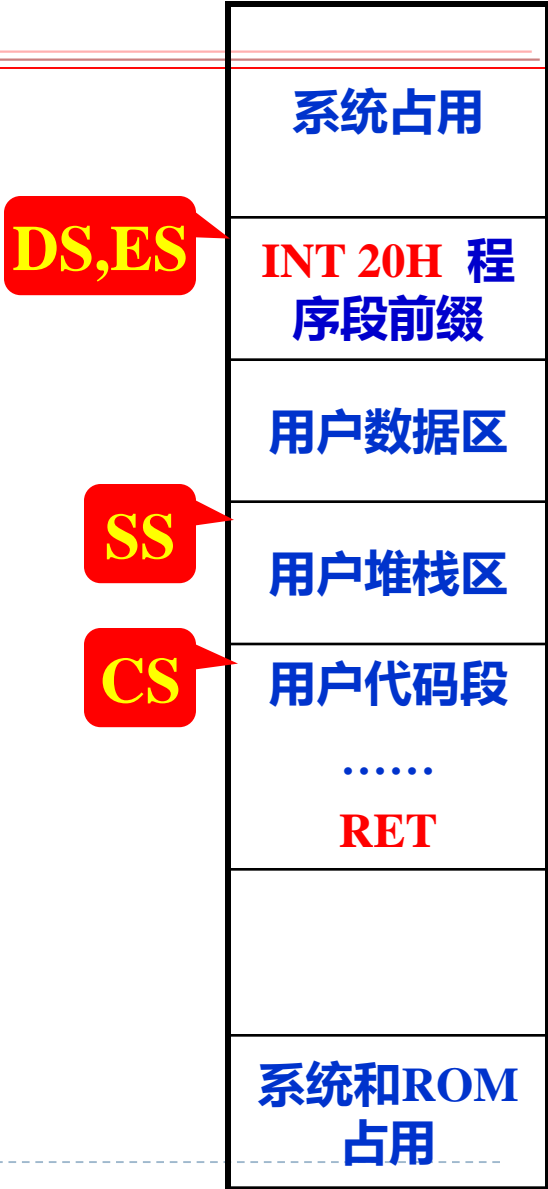 系统占用
DS,ES
INT 20H 程
序段前缀
用户数据区
SS
用户堆栈区
CS
用户代码段
……
RET
系统和ROM
占用